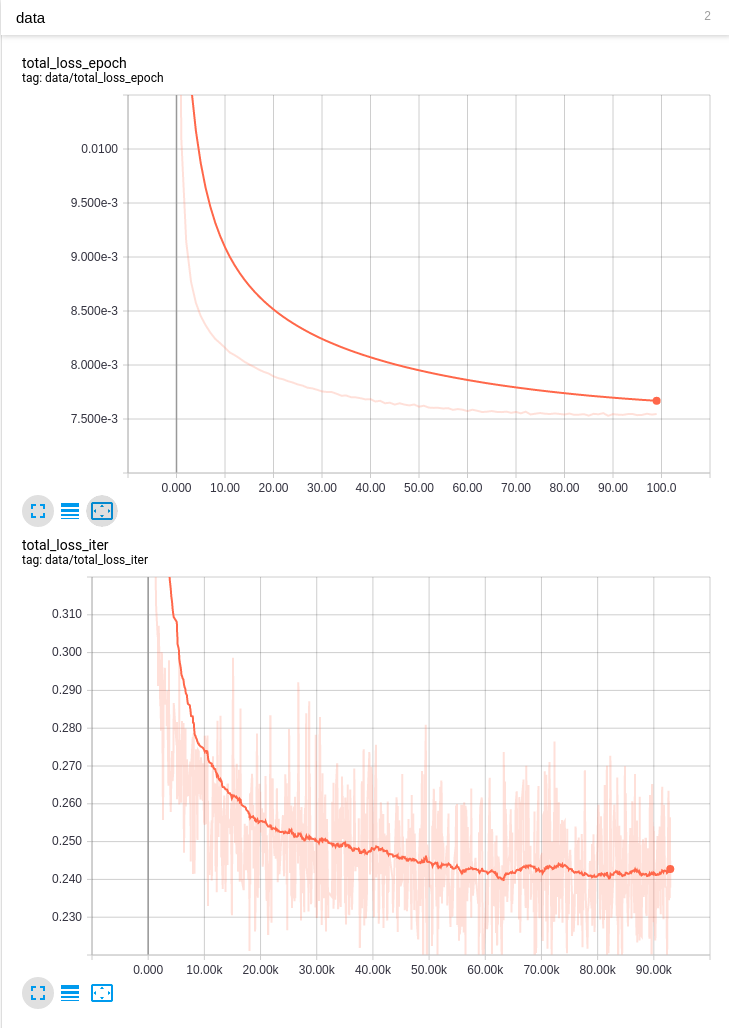 data
2
total_loss_epoch
tag: data/total_loss_epoch
0.0100
9.500e-3
9.000e-3
8.500e-3
8.000e-3
7.500e-3
0.000 10.00 20.00 30.00 40.00 50.00 60.00 70.00 80.00 90.00 100.0
total_loss_iter
tag: data/total_loss_iter
0.310
0.300
0.290
0.280
0.270
0.260
0.250
0.240
0.230
0.000 10.00k 20.00k 30.00k 40.00k 50.00k 60.00k 70.00k 80.00k 90.00k